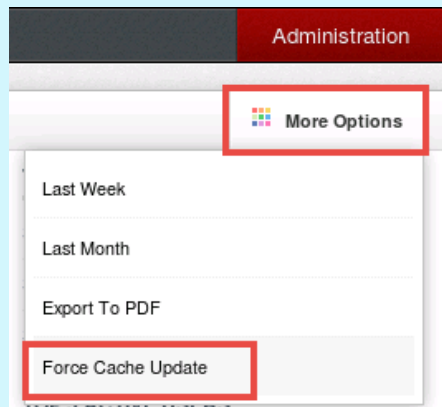 Administration
More Options
Last Week
Last Month
Export To PDF
Force Cache Update